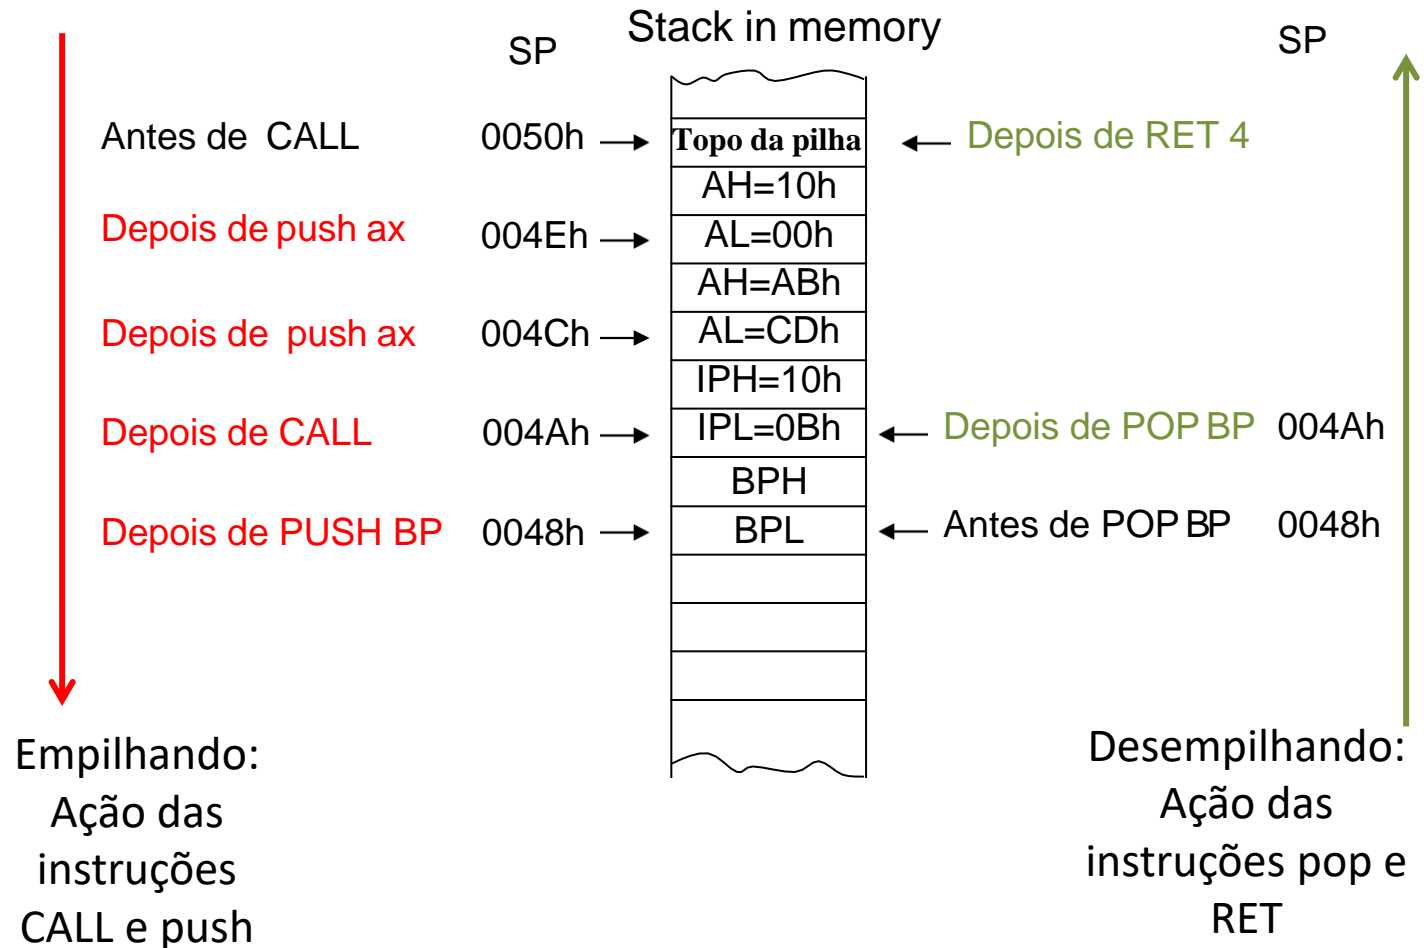 Stack in memory
SP
SP
Antes de CALL 0050h Topo da pilha Depois de RET 4
AH=10h
Depois de push ax 004Eh AL=00h
AH=ABh
Depois de push ax 004Ch AL=CDh
IPH=10h
Depois de CALL 004Ah IPL=0Bh Depois de POP BP 004Ah
BPH
Depois de PUSH BP 0048h BPL Antes de POP BP 0048h
Empilhando:
Ação das
instruções
CALL e push
Desempilhando:
Ação das
instruções pop e
RET